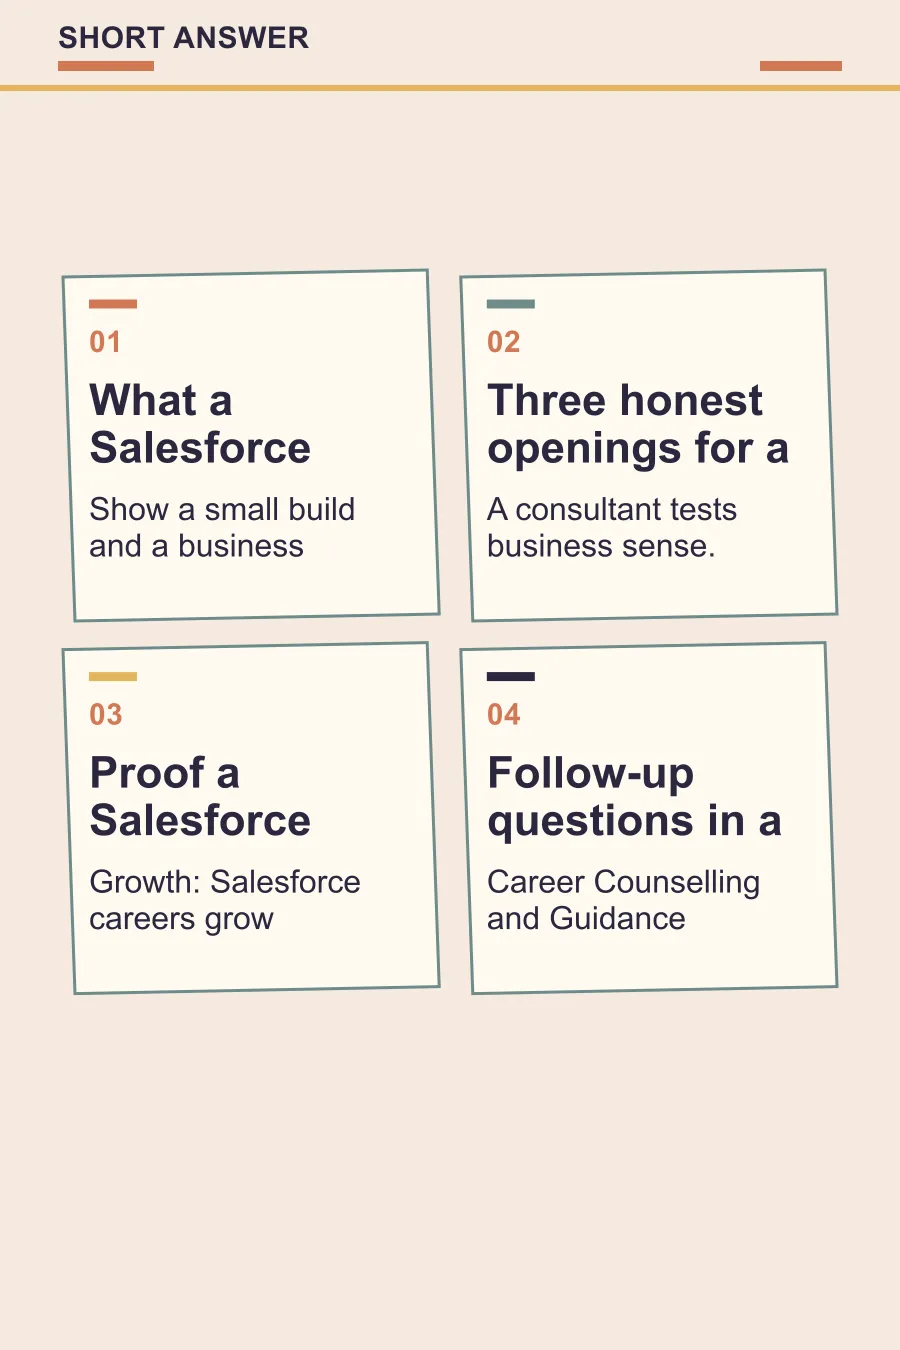 SHORT ANSWER
01
What a
Salesforce
Show a small build
and a business
02
Three honest
openings for a
A consultant tests
business sense.
03
Proof a
Salesforce
Growth: Salesforce
careers grow
04
Follow-up
questions in a
Career Counselling
and Guidance